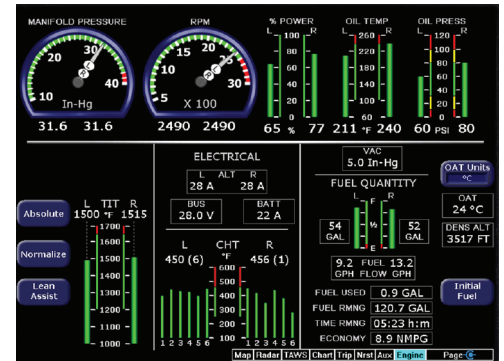 MANIFOLD PRESSURE
10 20 30 40
In-Hg
31.6 31.6
RPM
5 10 15 20 25 30
X 100
2490 2490
% POWER
L R
100
80
60
40
20
0
65 % 77
OIL TEMP
L R
260
220
180
140
100
60
211 °F 240
OIL PRESS
L R
120
100
80
60
40
20
0
60 PSI 80
ELECTRICAL
L ALT R
28 A 28 A
BUS
28.0 V
BATT
22 A
VAC
5.0 In-Hg
OAT Units
°C
OAT
24 °C
DENS ALT
3517 FT
FUEL QUANTITY
L F R
½
E
54
GAL
52
GAL
9.2 FUEL 13.2
GPH FLOW GPH
Absolute
Normalize
Lean
Assist
L TIT R
1500 °F 1515
1700
1600
1500
1400
1300
1200
1100
1000
L CHT R
450 (6) °F 456 (1)
600
500
400
300
200
100
1 2 3 4 5 6
1 2 3 4 5 6
FUEL USED 0.9 GAL
FUEL RMNG 120.7 GAL
TIME RMNG 05:23 h:m
ECONOMY 8.9 NMPG
Initial
Fuel
Map Radar TAWS Chart Trip Nrst Aux Engine Page